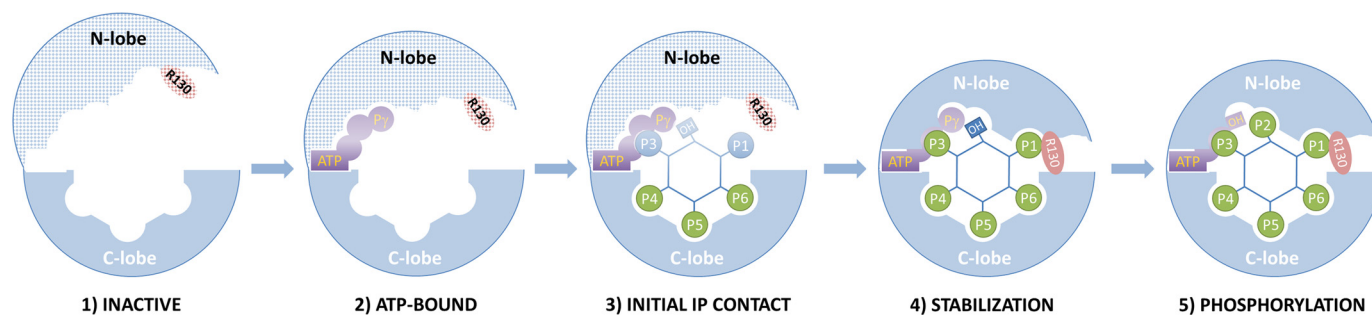 N-lobe
R130
C-lobe
1) INACTIVE
N-lobe
R130
Pγ
ATP
C-lobe
2) ATP-BOUND
N-lobe
R130
Pγ
OH
P3
P1
ATP
P4
P6
P5
C-lobe
3) INITIAL IP CONTACT
N-lobe
Pγ
OH
P3
P1
R130
ATP
P4
P6
P5
C-lobe
4) STABILIZATION
N-lobe
OH
P2
P3
P1
R130
ATP
P4
P6
P5
C-lobe
5) PHOSPHORYLATION